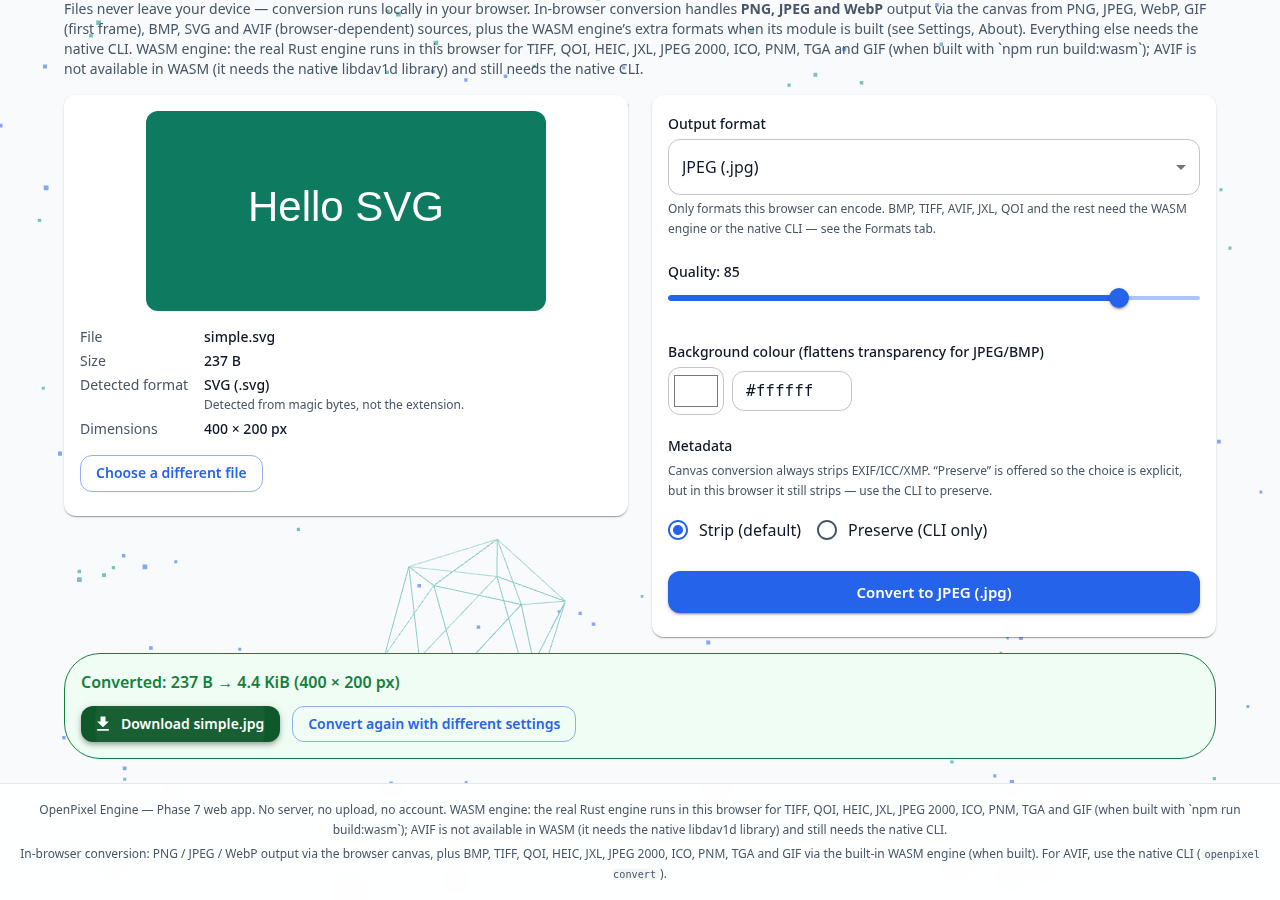 Files never leave your device — conversion runs locally in your browser. In-browser conversion handles PNG, JPEG and WebP output via the canvas from PNG, JPEG, WebP, GIF
(first frame), BMP, SVG and AVIF (browser-dependent) sources, plus the WASM engine's extra formats when its module is built (see Settings, About). Everything else needs the
native CLI. WASM engine: the real Rust engine runs in this browser for TIFF, QOI, HEIC, JXL, JPEG 2000, ICO, PNM, TGA and GIF (when built with `npm run build:wasm`); AVIF is
not available in WASM (it needs the native libdav1d library) and still needs the native CLI.
Hello SVG
File simple.svg
Size 237 B
Detected format SVG (.svg)
Detected from magic bytes, not the extension.
Dimensions 400 × 200 px
Choose a different file
Output format
JPEG (.jpg)
Only formats this browser can encode. BMP, TIFF, AVIF, JXL, QOI and the rest need the WASM
engine or the native CLI — see the Formats tab.
Quality: 85
Background colour (flattens transparency for JPEG/BMP)
#ffffff
Metadata
Canvas conversion always strips EXIF/ICC/XMP. “Preserve” is offered so the choice is explicit,
but in this browser it still strips — use the CLI to preserve.
Strip (default) Preserve (CLI only)
Convert to JPEG (.jpg)
Converted: 237 B → 4.4 KiB (400 × 200 px)
Download simple.jpg Convert again with different settings
OpenPixel Engine — Phase 7 web app. No server, no upload, no account. WASM engine: the real Rust engine runs in this browser for TIFF, QOI, HEIC, JXL, JPEG 2000, ICO, PNM, TGA and GIF (when built with `npm run
build:wasm`); AVIF is not available in WASM (it needs the native libdav1d library) and still needs the native CLI.
In-browser conversion: PNG / JPEG / WebP output via the browser canvas, plus BMP, TIFF, QOI, HEIC, JXL, JPEG 2000, ICO, PNM, TGA and GIF via the built-in WASM engine (when built). For AVIF, use the native CLI ( openpixel
convert ).